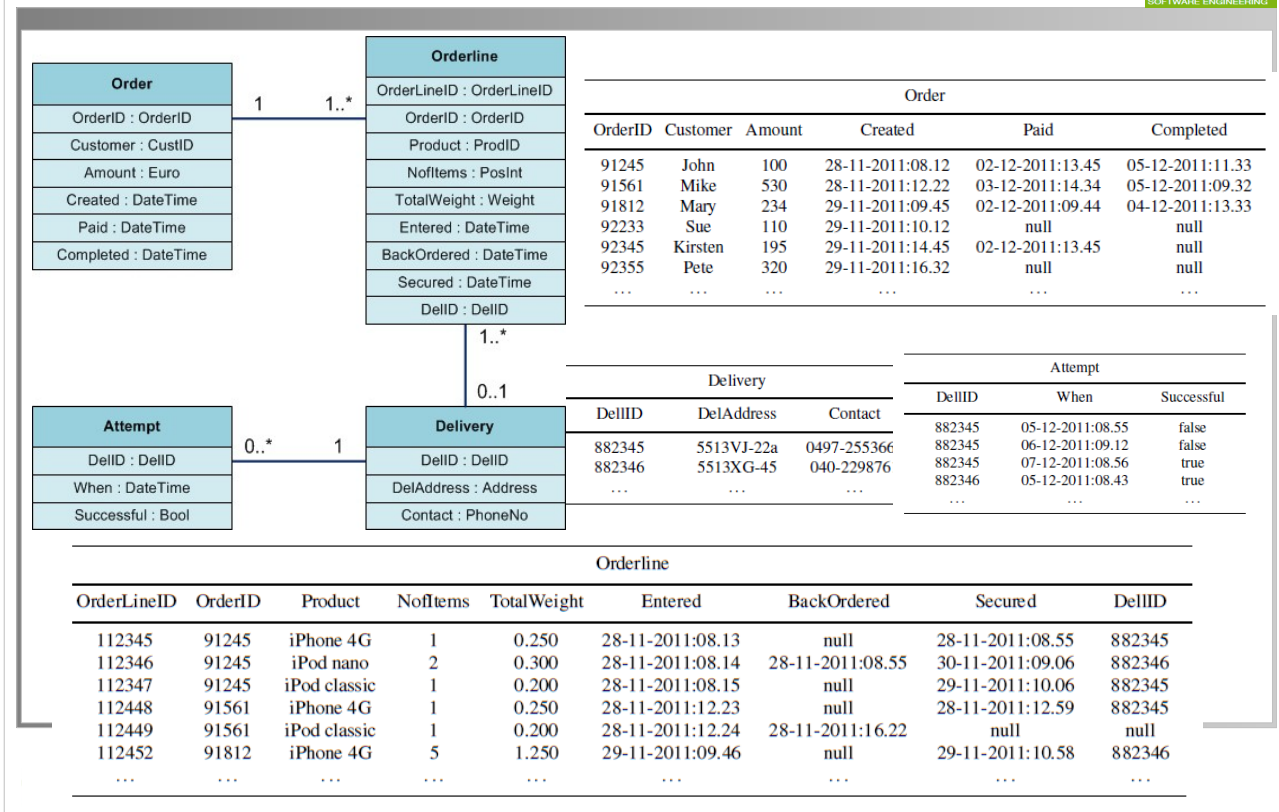 SOFTWARE ENGINEERING
Order
OrderID : OrderID
Customer : CustID
Amount : Euro
Created : DateTime
Paid : DateTime
Completed : DateTime
1 1..*
Orderline
OrderLineID : OrderLineID
OrderID : OrderID
Product : ProdID
NofItems : PosInt
TotalWeight : Weight
Entered : DateTime
BackOrdered : DateTime
Secured : DateTime
DelID : DelID
1..*
0..1
Order
OrderID Customer Amount Created Paid Completed
91245 John 100 28-11-2011:08.12 02-12-2011:13.45 05-12-2011:11.33
91561 Mike 530 28-11-2011:12.22 03-12-2011:14.34 05-12-2011:09.32
91812 Mary 234 29-11-2011:09.45 02-12-2011:09.44 04-12-2011:13.33
92233 Sue 110 29-11-2011:10.12 null null
92345 Kirsten 195 29-11-2011:14.45 02-12-2011:13.45 null
92355 Pete 320 29-11-2011:16.32 null null
... ... ... ... ... ...
Attempt
DelID : DelID
When : DateTime
Successful : Bool
0..* 1
Delivery
DelID : DelID
DelAddress : Address
Contact : PhoneNo
Delivery
DellID DelAddress Contact
882345 5513VJ-22a 0497-255366
882346 5513XG-45 040-229876
... ... ...
Attempt
DellID When Successful
882345 05-12-2011:08.55 false
882345 06-12-2011:09.12 false
882345 07-12-2011:08.56 true
882346 05-12-2011:08.43 true
... ... ...
Orderline
OrderLineID OrderID Product NofItems TotalWeight Entered BackOrdered Secured DellID
112345 91245 iPhone 4G 1 0.250 28-11-2011:08.13 null 28-11-2011:08.55 882345
112346 91245 iPod nano 2 0.300 28-11-2011:08.14 28-11-2011:08.55 30-11-2011:09.06 882346
112347 91245 iPod classic 1 0.200 28-11-2011:08.15 null 29-11-2011:10.06 882345
112448 91561 iPhone 4G 1 0.250 28-11-2011:12.23 null 28-11-2011:12.59 882345
112449 91561 iPod classic 1 0.200 28-11-2011:12.24 28-11-2011:16.22 null null
112452 91812 iPhone 4G 5 1.250 29-11-2011:09.46 null 29-11-2011:10.58 882346
... ... ... ... ... ... ... ... ...